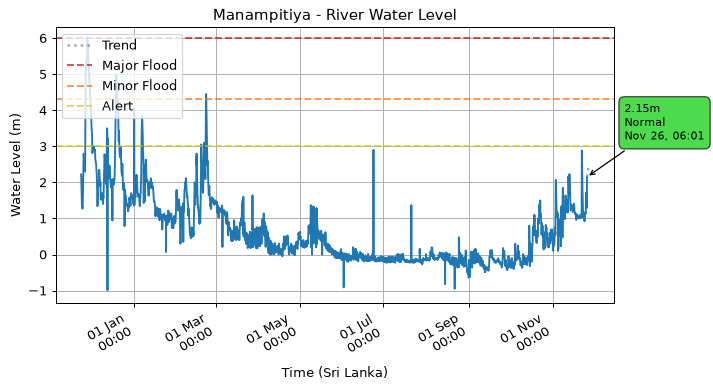 Manampitiya - River Water Level
Trend
Major Flood
Minor Flood
Alert
6
5
4
3
2
1
0
−1
Water Level (m)
2.15m
Normal
Nov 26, 06:01
01 Jan
00:00
01 Mar
00:00
01 May
00:00
01 Jul
00:00
01 Sep
00:00
01 Nov
00:00
Time (Sri Lanka)